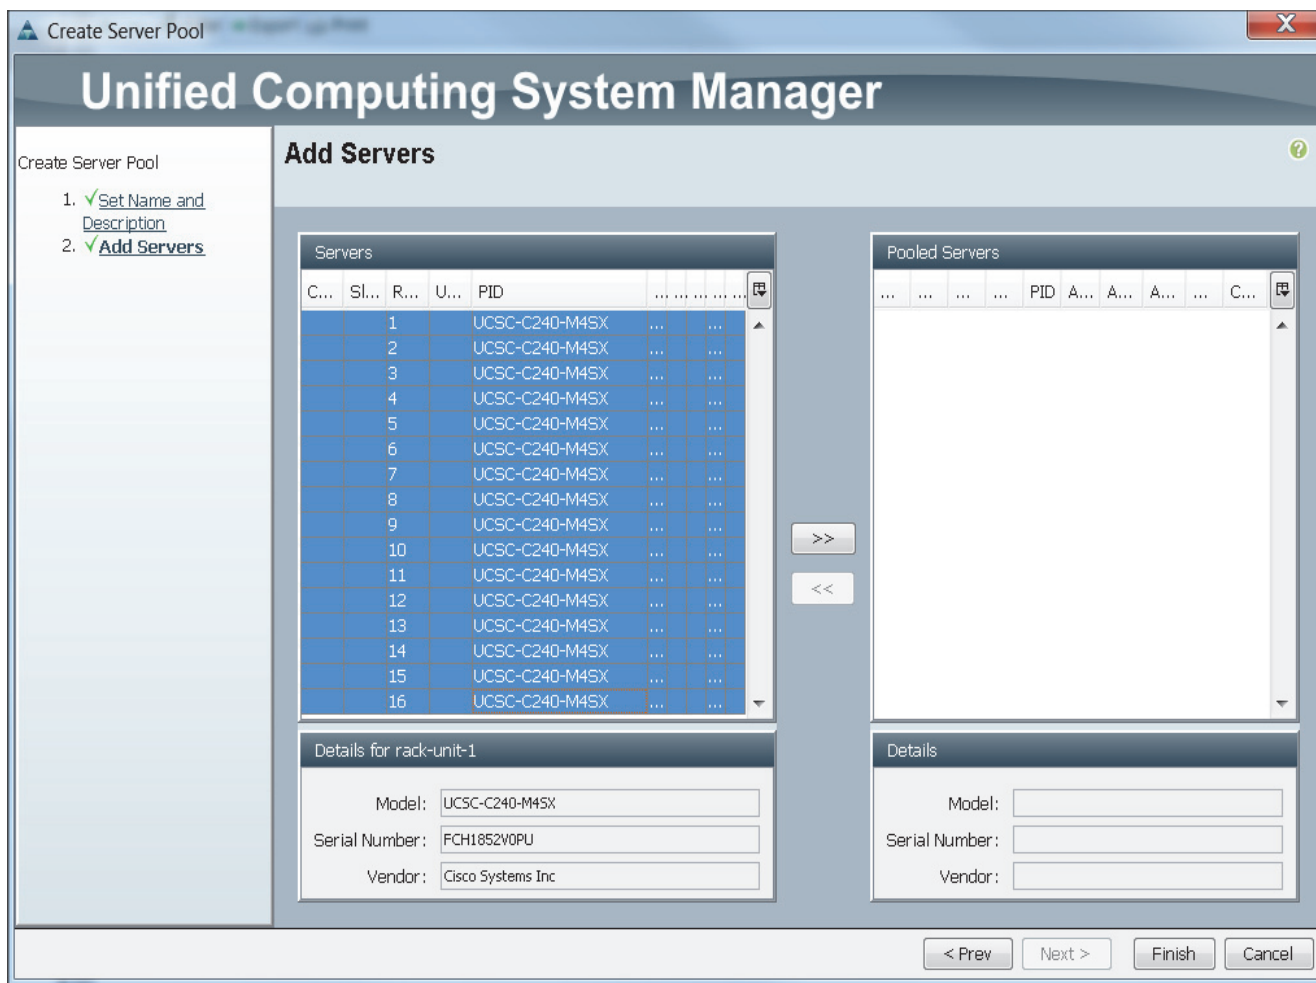 Create Server Pool
Unified Computing System Manager
Create Server Pool
1. Set Name and
Description
2. Add Servers
Add Servers
?
Servers
C... Sl... R... U... PID ... ... ... ... ...
1 UCSC-C240-M4SX ... ...
2 UCSC-C240-M4SX ... ...
3 UCSC-C240-M4SX ... ...
4 UCSC-C240-M4SX ... ...
5 UCSC-C240-M4SX ... ...
6 UCSC-C240-M4SX ... ...
7 UCSC-C240-M4SX ... ...
8 UCSC-C240-M4SX ... ...
9 UCSC-C240-M4SX ... ...
10 UCSC-C240-M4SX ... ...
11 UCSC-C240-M4SX ... ...
12 UCSC-C240-M4SX ... ...
13 UCSC-C240-M4SX ... ...
14 UCSC-C240-M4SX ... ...
15 UCSC-C240-M4SX ... ...
16 UCSC-C240-M4SX ... ...
Details for rack-unit-1
Model: UCSC-C240-M4SX
Serial Number: FCH1852V0PU
Vendor: Cisco Systems Inc
>>
<<
Pooled Servers
... ... ... ... PID A... A... A... ... C...
Details
Model:
Serial Number:
Vendor:
< Prev Next > Finish Cancel